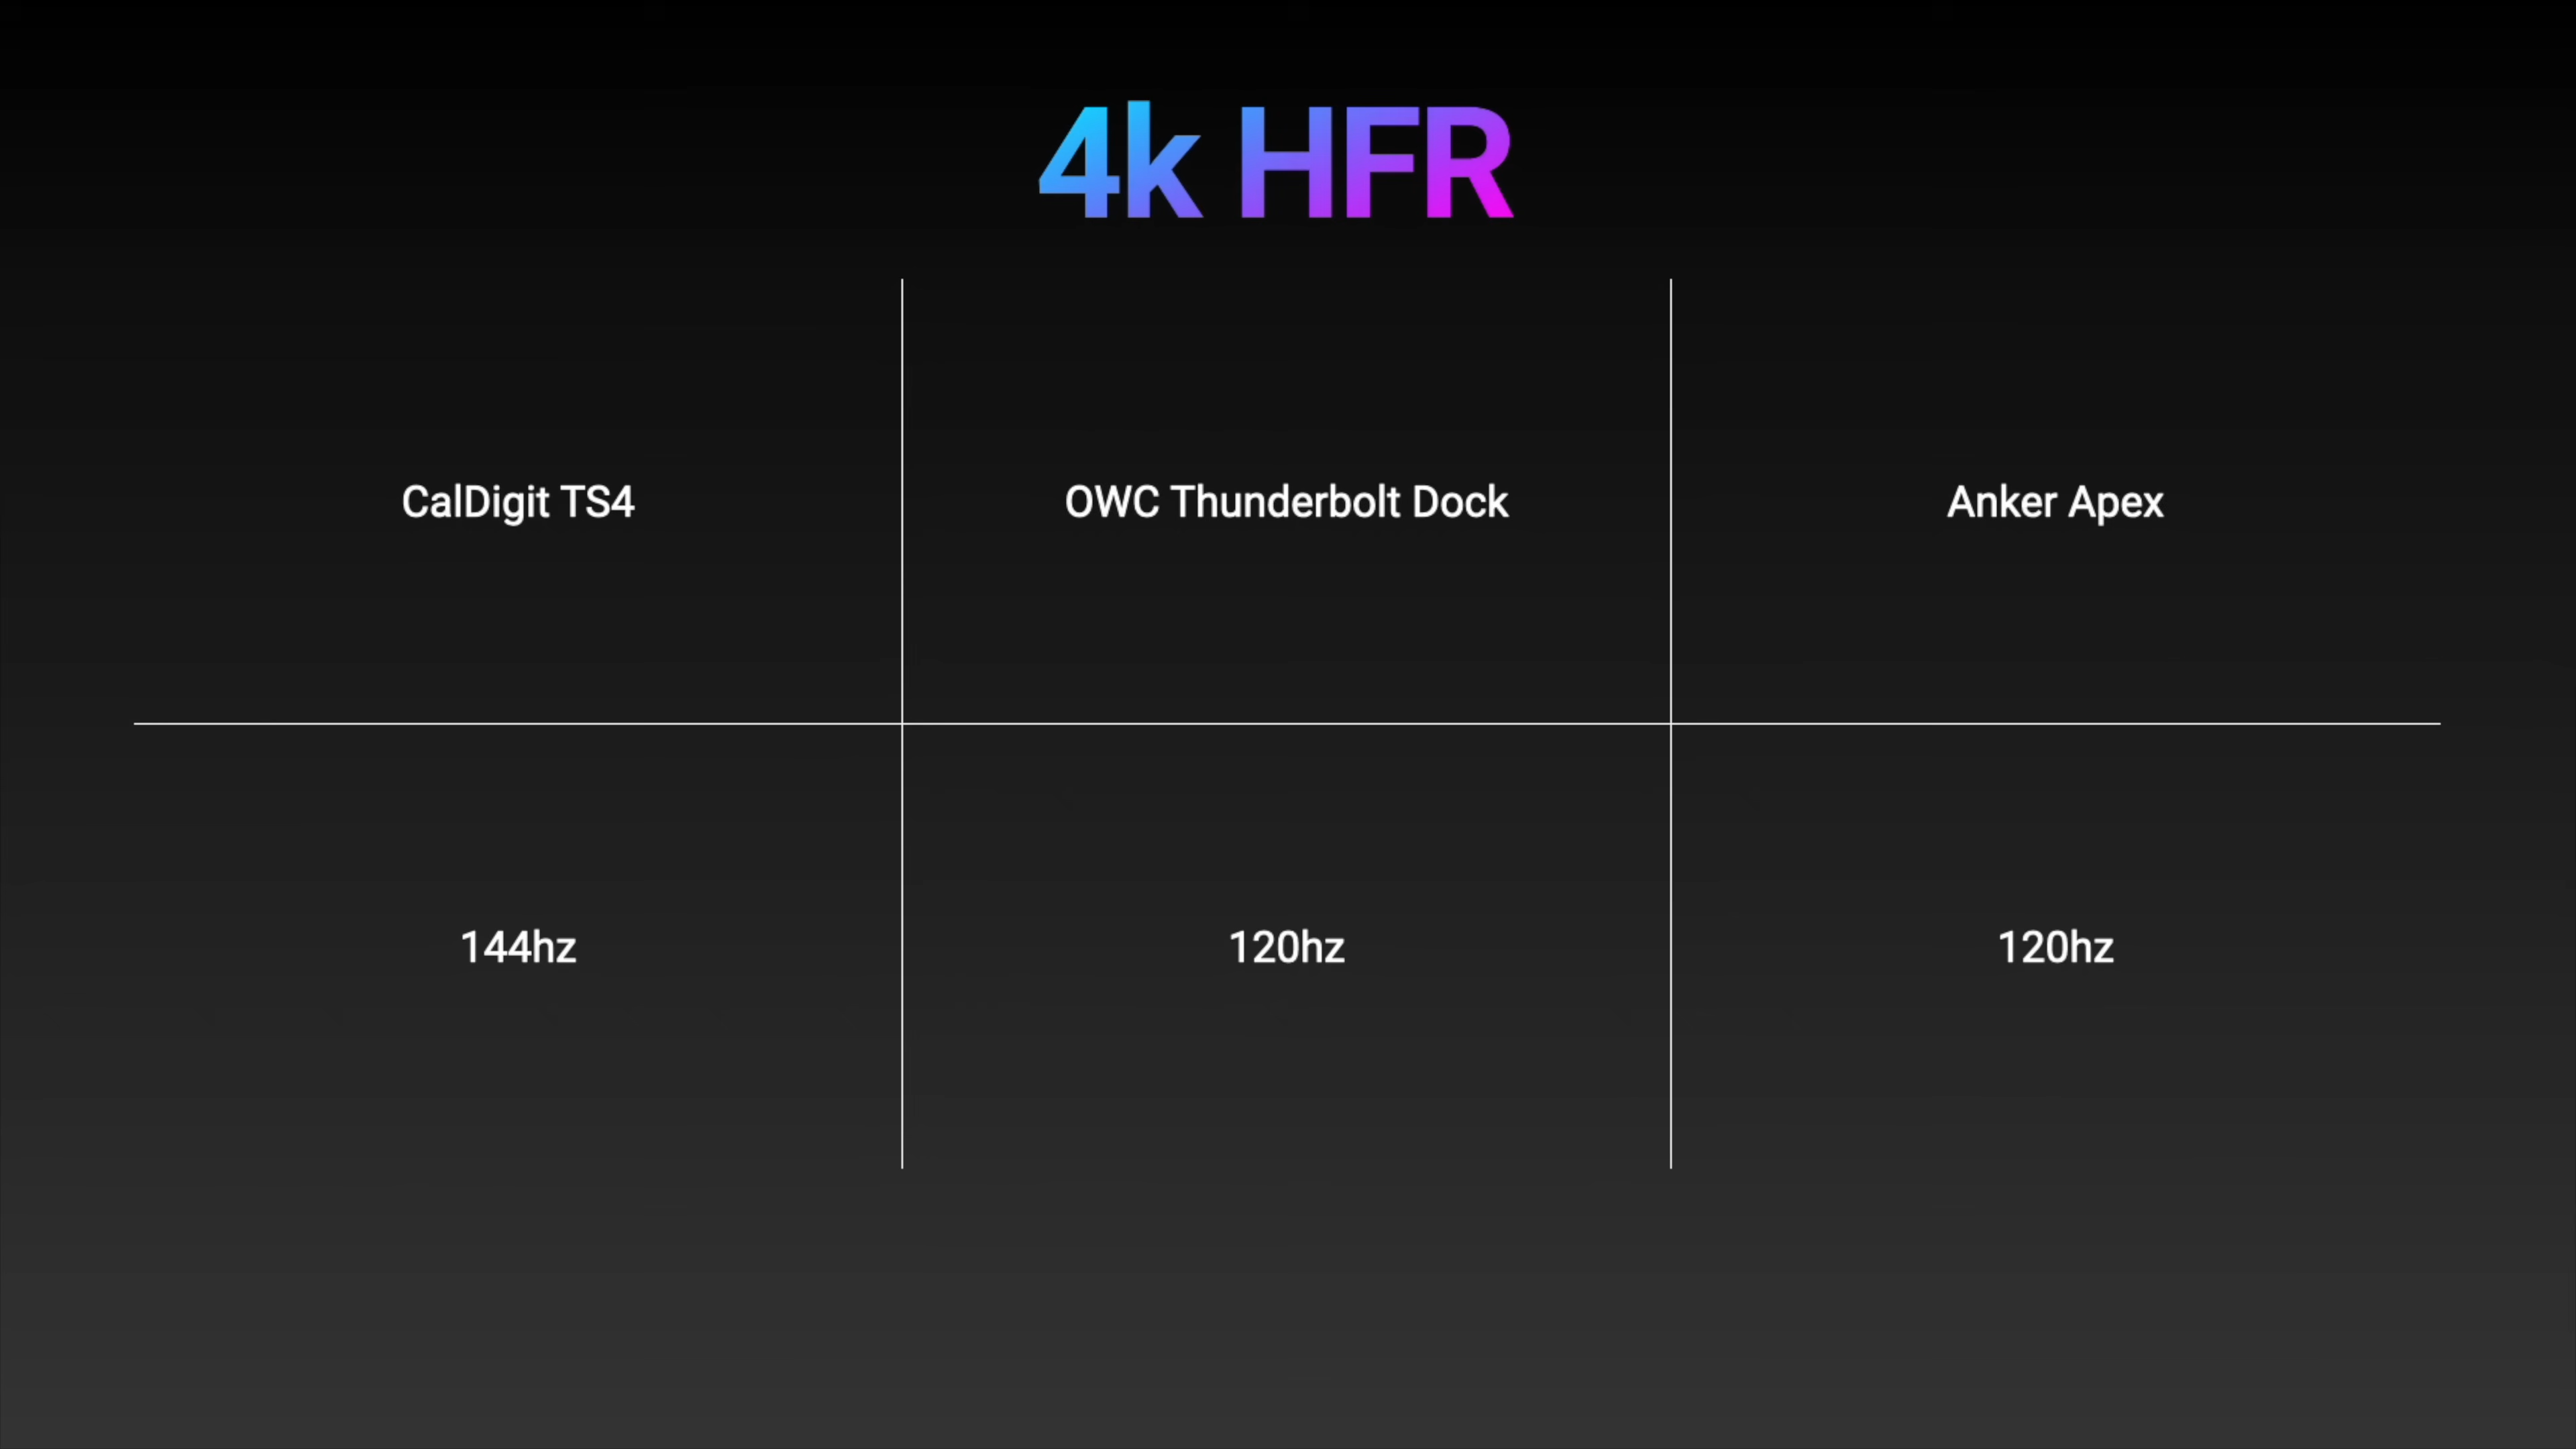 4k HFR
CalDigit TS4
OWC Thunderbolt Dock
Anker Apex
144hz
120hz
120hz